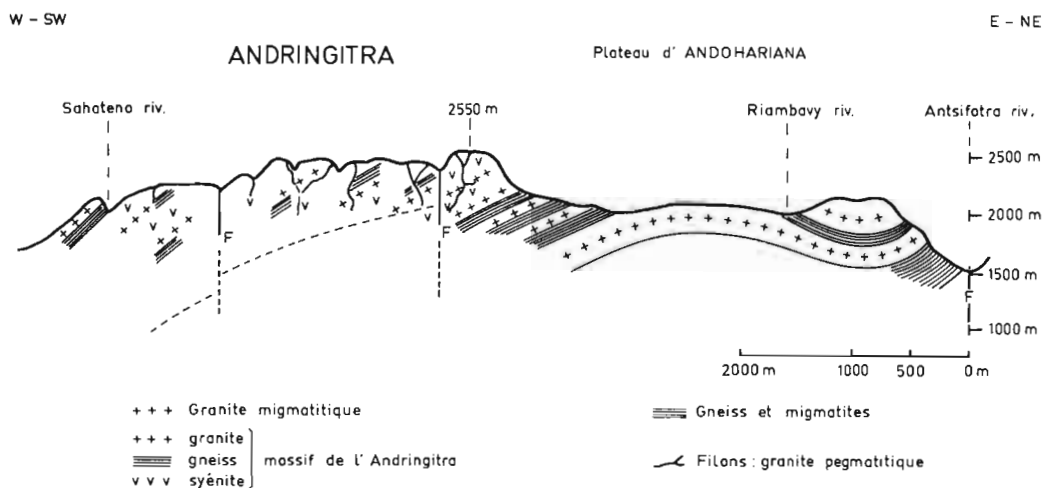 W - SW
E - NE
ANDRINGITRA
Plateau d' ANDOHARIANA
Sahateno riv.
2550 m
Riambavy riv.
Antsifotra riv.
2500 m
2000 m
1500 m
1000 m
F
F
F
2000 m
1000
500
0 m
Granite migmatitique
granite
gneiss
massif de l' Andringitra
syénite
Gneiss et migmatites
Filons : granite pegmatitique